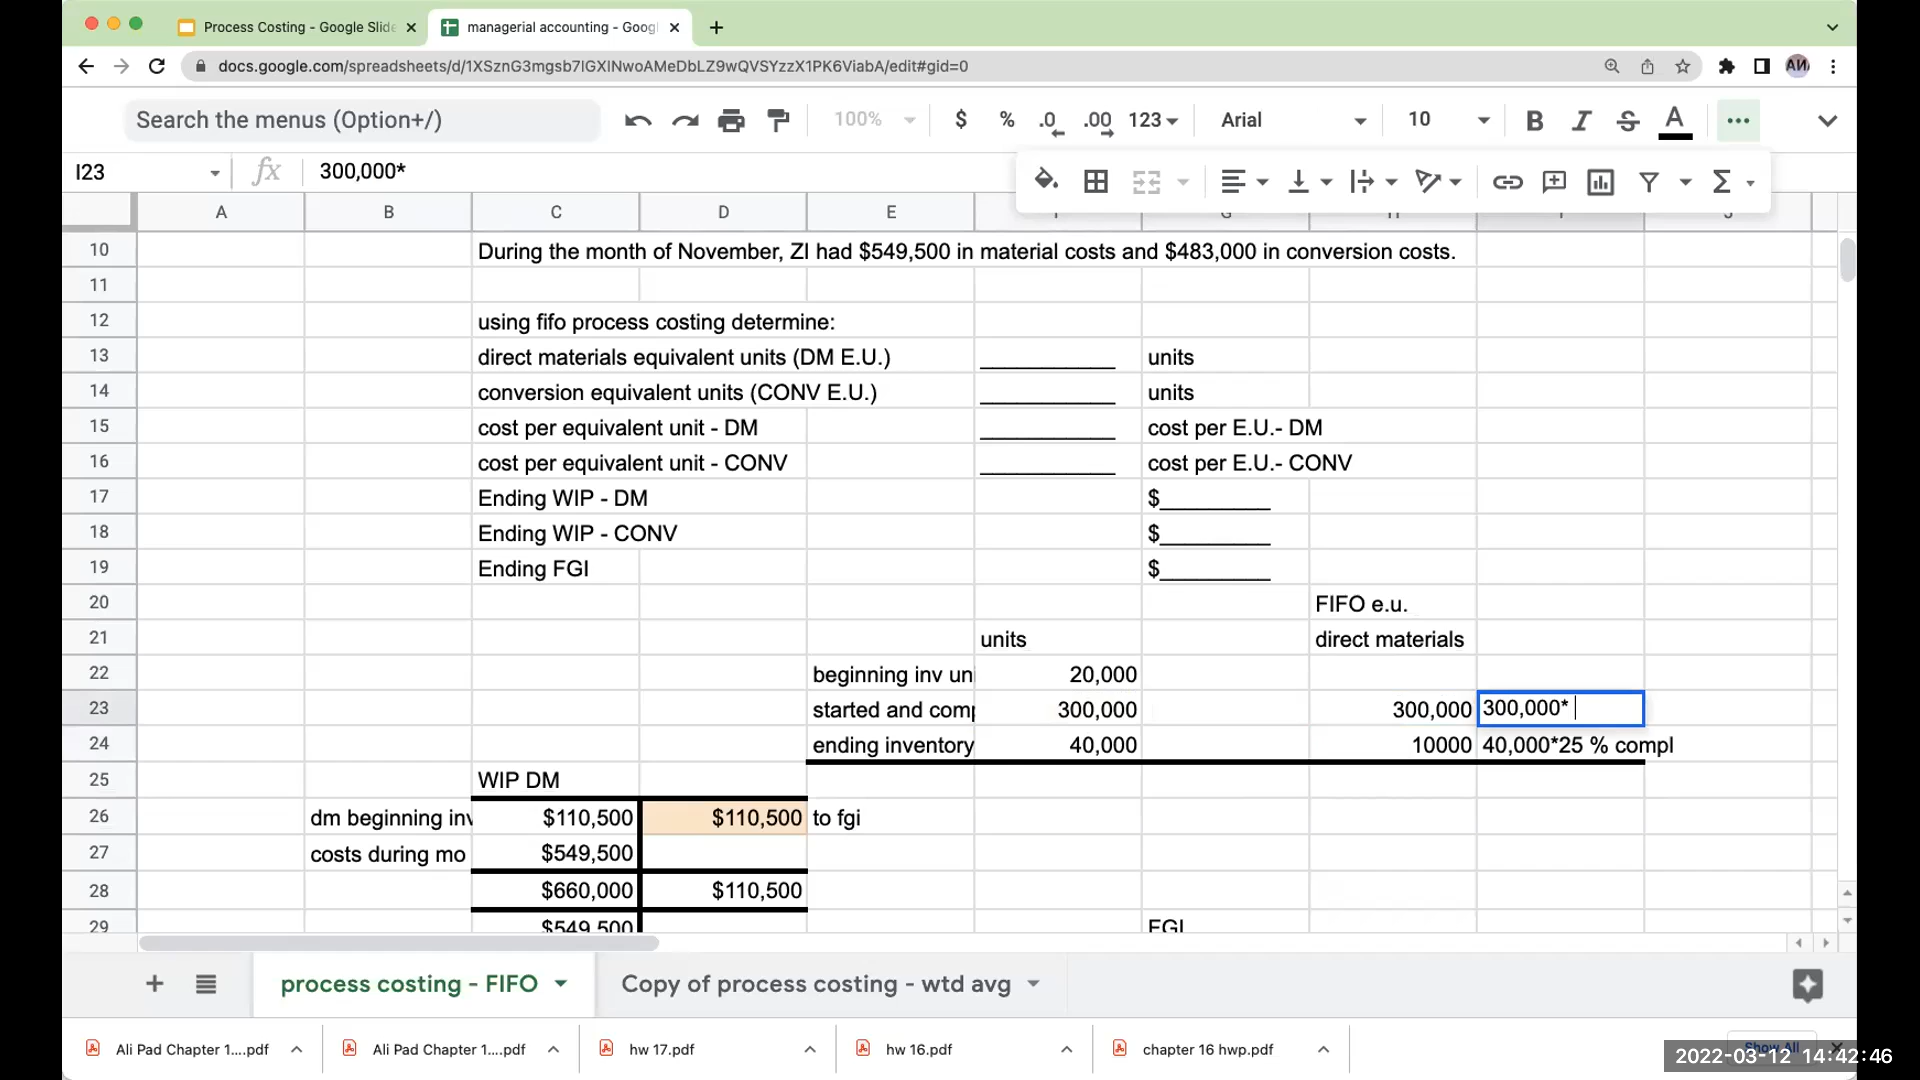 Process Costing - Google Slide
managerial accounting - Googl
docs.google.com/spreadsheets/d/1XSznG3mgsb7lGXlNwoAMeDbLZ9wQVSYzzX1PK6ViabA/edit#gid=0
Search the menus (Option+/)
100%
$
%
.0
.00
123
Arial
10
B
I
S
A
I23
fx
300,000*
A B C D E
10 During the month of November, ZI had $549,500 in material costs and $483,000 in conversion costs.
11
12 using fifo process costing determine:
13 direct materials equivalent units (DM E.U.) ___________ units
14 conversion equivalent units (CONV E.U.) ___________ units
15 cost per equivalent unit - DM ___________ cost per E.U.- DM
16 cost per equivalent unit - CONV ___________ cost per E.U.- CONV
17 Ending WIP - DM $_________
18 Ending WIP - CONV $_________
19 Ending FGI $_________
20 FIFO e.u.
21 units direct materials
22 beginning inv uni 20,000
23 started and comp 300,000 300,000 300,000*
24 ending inventory 40,000 10000 40,000*25 % compl
25 WIP DM
26 dm beginning inv $110,500 $110,500 to fgi
27 costs during mo $549,500
28 $660,000 $110,500
29 $549,500 FGI
process costing - FIFO
Copy of process costing - wtd avg
Ali Pad Chapter 1....pdf
Ali Pad Chapter 1....pdf
hw 17.pdf
hw 16.pdf
chapter 16 hwp.pdf
Show All
2022-03-12 14:42:46